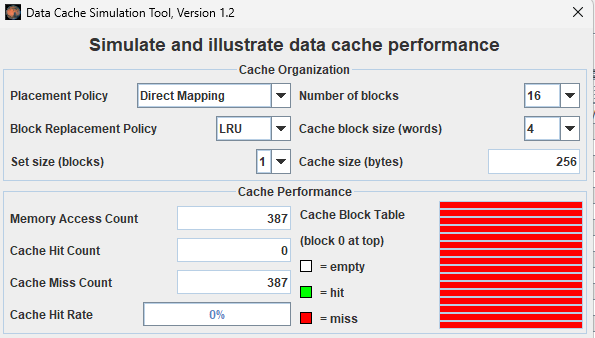 Data Cache Simulation Tool, Version 1.2
Simulate and illustrate data cache performance
Cache Organization
Placement Policy Direct Mapping Number of blocks 16
Block Replacement Policy LRU Cache block size (words) 4
Set size (blocks) 1 Cache size (bytes) 256
Cache Performance
Memory Access Count 387 Cache Block Table
(block 0 at top)
Cache Hit Count 0
= empty
Cache Miss Count 387
= hit
Cache Hit Rate 0% = miss